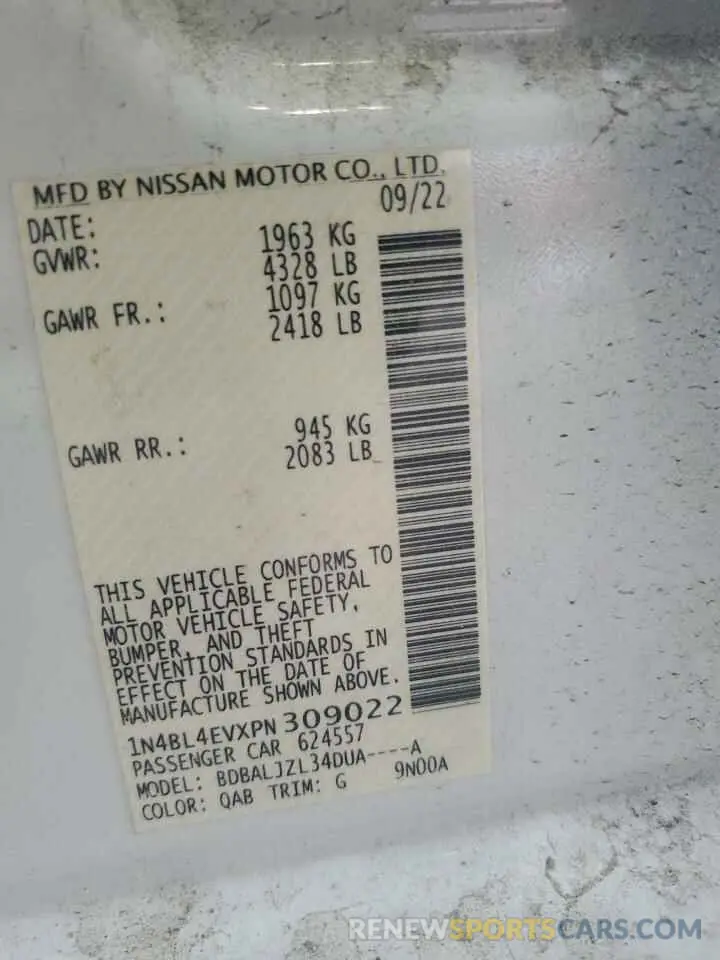 MFD BY NISSAN MOTOR CO., LTD.
DATE: 09/22
GVWR: 1963 KG
4328 LB
GAWR FR.: 1097 KG
2418 LB
GAWR RR.: 945 KG
2083 LB
THIS VEHICLE CONFORMS TO
ALL APPLICABLE FEDERAL
MOTOR VEHICLE SAFETY,
BUMPER, AND THEFT
PREVENTION STANDARDS IN
EFFECT ON THE DATE OF
MANUFACTURE SHOWN ABOVE.
1N4BL4EVXPN 309022
PASSENGER CAR 624557
MODEL: BDBALJZL34DUA----A
COLOR: QAB TRIM: G 9N00A
RENEWSPORTSCARS.COM